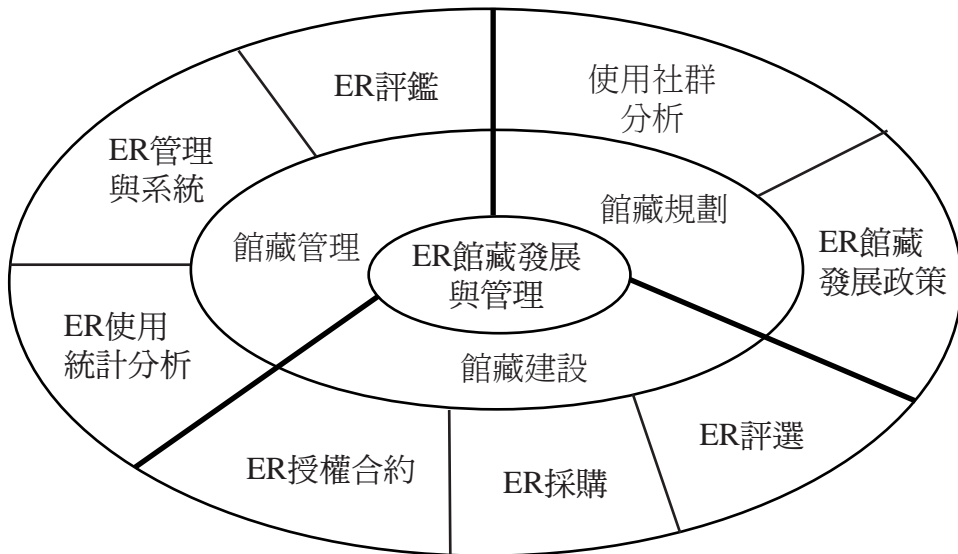 ER評鑑
使用社群
分析
ER管理
與系統
館藏規劃
館藏管理
ER館藏發展
與管理
ER館藏
發展政策
ER使用
統計分析
館藏建設
ER評選
ER授權合約
ER採購